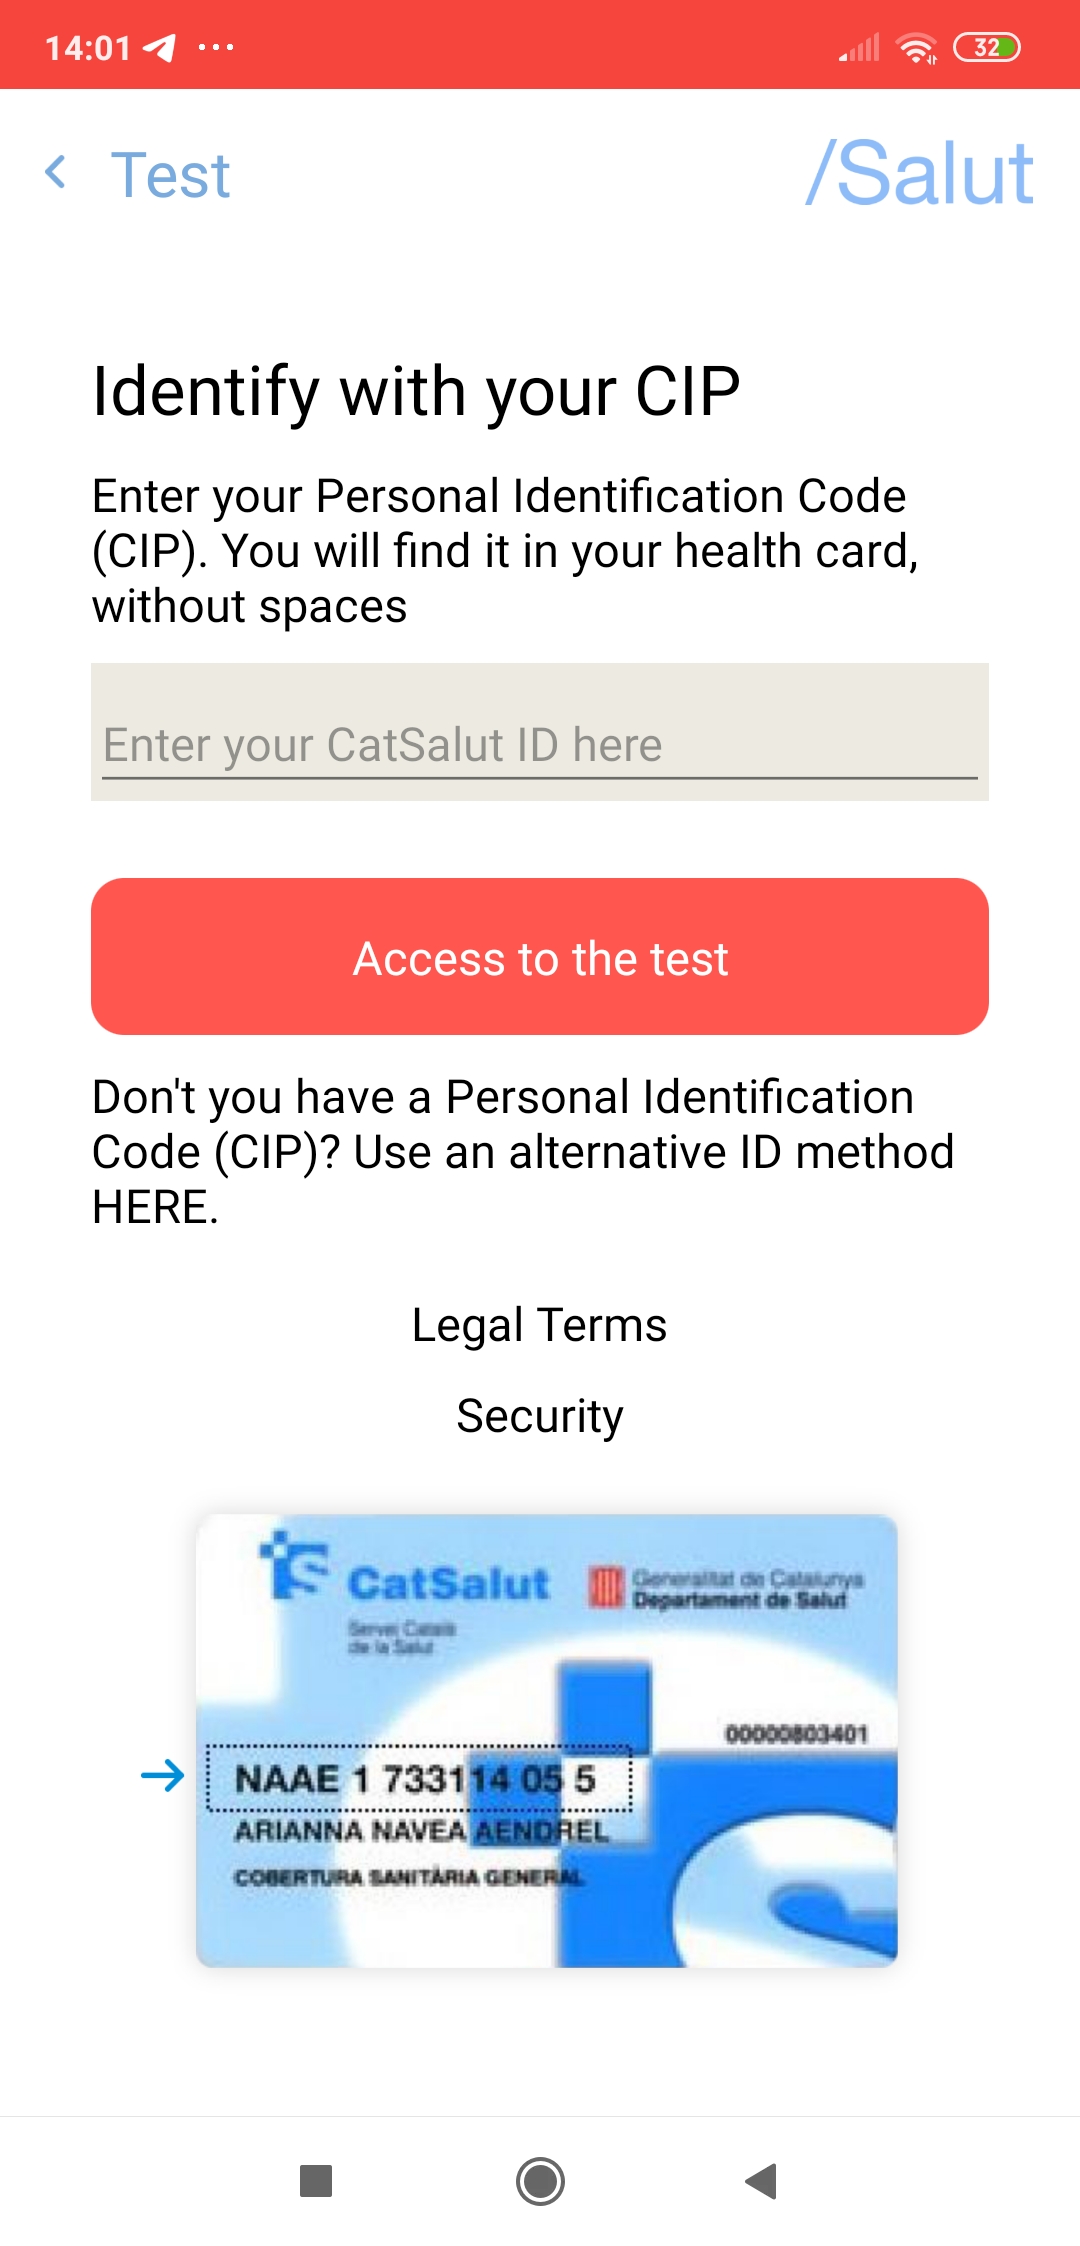 14:01
32
Test
/Salut
Identify with your CIP
Enter your Personal Identification Code
(CIP). You will find it in your health card,
without spaces
Enter your CatSalut ID here
Access to the test
Don't you have a Personal Identification
Code (CIP)? Use an alternative ID method
HERE.
Legal Terms
Security
CatSalut
Generalitat de Catalunya
Departament de Salut
Servei Català
de la Salut
00000803401
NAAE 1 733114 05 5
ARIANNA NAVEA AENDREL
COBERTURA SANITÀRIA GENERAL